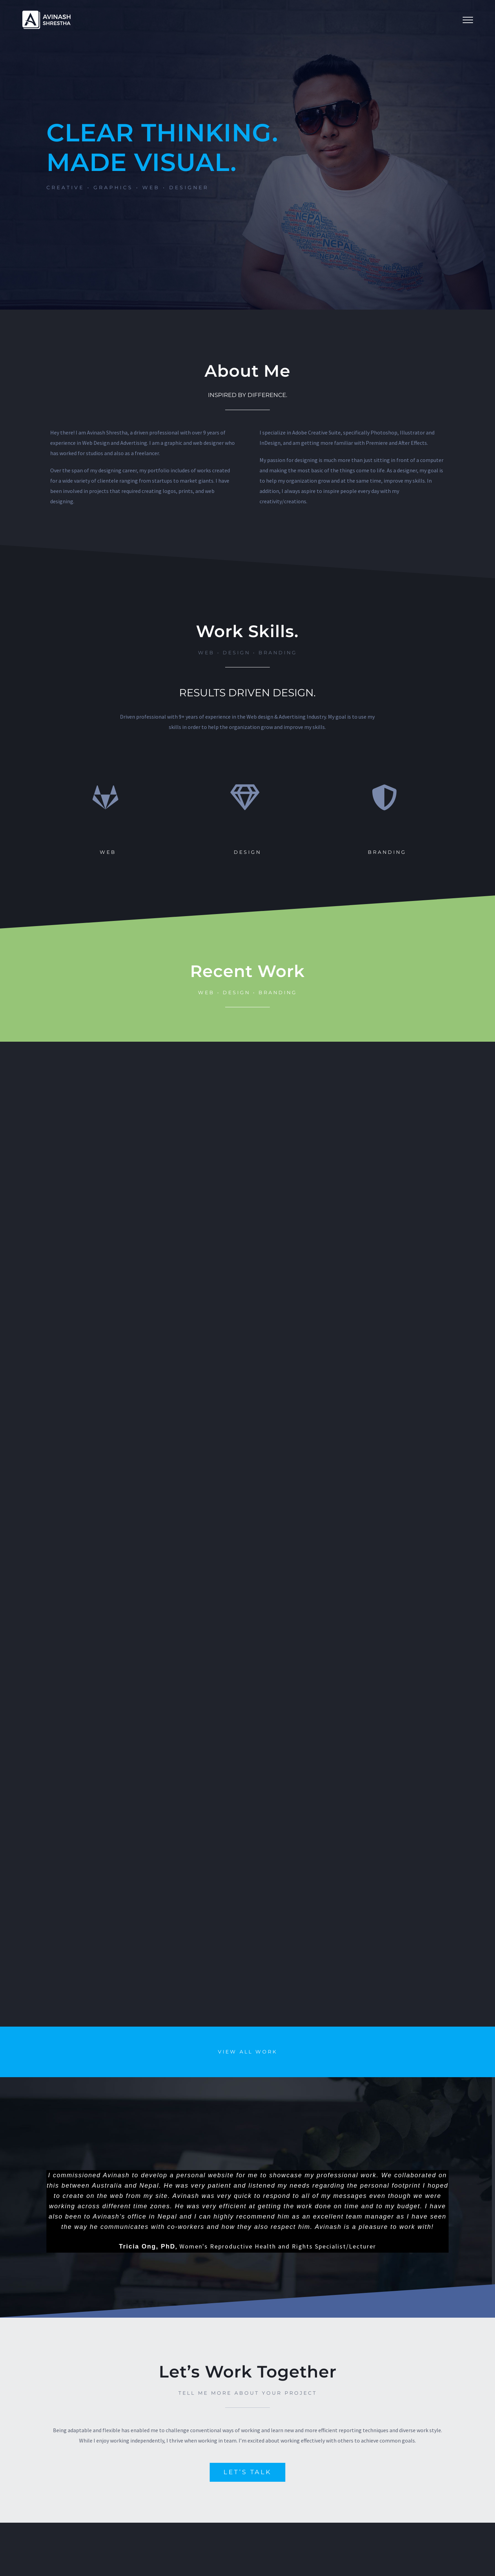 AVINASH
SHRESTHA
CLEAR THINKING.
MADE VISUAL.
CREATIVE - GRAPHICS - WEB - DESIGNER
NEPAL
NEPAL
About Me
INSPIRED BY DIFFERENCE.
Hey there! I am Avinash Shrestha, a driven professional with over 9 years of
experience in Web Design and Advertising. I am a graphic and web designer who
has worked for studios and also as a freelancer.
Over the span of my designing career, my portfolio includes of works created
for a wide variety of clientele ranging from startups to market giants. I have
been involved in projects that required creating logos, prints, and web
designing.
I specialize in Adobe Creative Suite, specifically Photoshop, Illustrator and
InDesign, and am getting more familiar with Premiere and After Effects.
My passion for designing is much more than just sitting in front of a computer
and making the most basic of the things come to life. As a designer, my goal is
to help my organization grow and at the same time, improve my skills. In
addition, I always aspire to inspire people every day with my
creativity/creations.
Work Skills.
WEB - DESIGN - BRANDING
RESULTS DRIVEN DESIGN.
Driven professional with 9+ years of experience in the Web design & Advertising Industry. My goal is to use my
skills in order to help the organization grow and improve my skills.
WEB
DESIGN
BRANDING
Recent Work
WEB - DESIGN - BRANDING
VIEW ALL WORK
I commissioned Avinash to develop a personal website for me to showcase my professional work. We collaborated on
this between Australia and Nepal. He was very patient and listened my needs regarding the personal footprint I hoped
to create on the web from my site. Avinash was very quick to respond to all of my messages even though we were
working across different time zones. He was very efficient at getting the work done on time and to my budget. I have
also been to Avinash's office in Nepal and I can highly recommend him as an excellent team manager as I have seen
the way he communicates with co-workers and how they also respect him. Avinash is a pleasure to work with!
Tricia Ong, PhD, Women's Reproductive Health and Rights Specialist/Lecturer
Let's Work Together
TELL ME MORE ABOUT YOUR PROJECT
Being adaptable and flexible has enabled me to challenge conventional ways of working and learn new and more efficient reporting techniques and diverse work style.
While I enjoy working independently, I thrive when working in team. I'm excited about working effectively with others to achieve common goals.
LET'S TALK